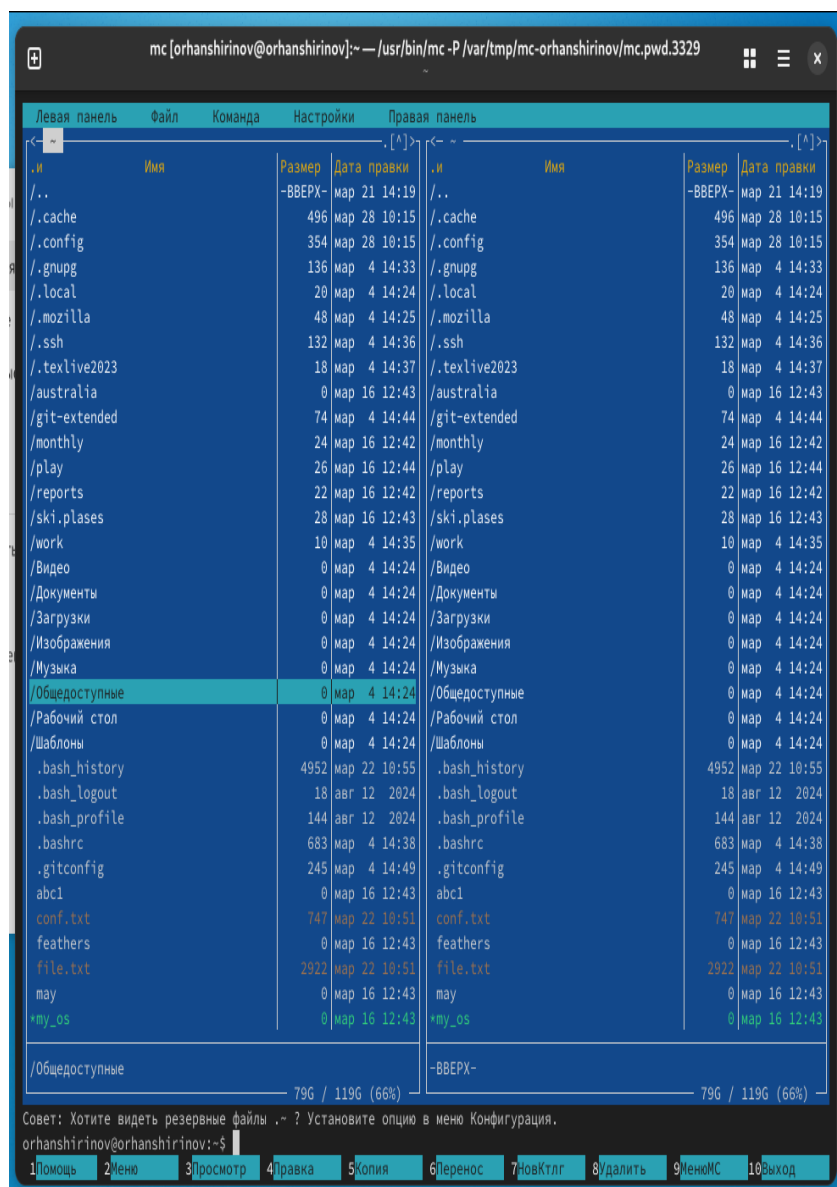 mc [orhanshirinov@orhanshirinov]:~ — /usr/bin/mc -P /var/tmp/mc-orhanshirinov/mc.pwd.3329
~
Левая панель Файл Команда Настройки Правая панель
<- ~ .[^]> <- ~ .[^]>
.и Имя Размер Дата правки .и Имя Размер Дата правки
/.. -ВВЕРХ- мар 21 14:19 /.. -ВВЕРХ- мар 21 14:19
/.cache 496 мар 28 10:15 /.cache 496 мар 28 10:15
/.config 354 мар 28 10:15 /.config 354 мар 28 10:15
/.gnupg 136 мар 4 14:33 /.gnupg 136 мар 4 14:33
/.local 20 мар 4 14:24 /.local 20 мар 4 14:24
/.mozilla 48 мар 4 14:25 /.mozilla 48 мар 4 14:25
/.ssh 132 мар 4 14:36 /.ssh 132 мар 4 14:36
/.texlive2023 18 мар 4 14:37 /.texlive2023 18 мар 4 14:37
/australia 0 мар 16 12:43 /australia 0 мар 16 12:43
/git-extended 74 мар 4 14:44 /git-extended 74 мар 4 14:44
/monthly 24 мар 16 12:42 /monthly 24 мар 16 12:42
/play 26 мар 16 12:44 /play 26 мар 16 12:44
/reports 22 мар 16 12:42 /reports 22 мар 16 12:42
/ski.plases 28 мар 16 12:43 /ski.plases 28 мар 16 12:43
/work 10 мар 4 14:35 /work 10 мар 4 14:35
/Видео 0 мар 4 14:24 /Видео 0 мар 4 14:24
/Документы 0 мар 4 14:24 /Документы 0 мар 4 14:24
/Загрузки 0 мар 4 14:24 /Загрузки 0 мар 4 14:24
/Изображения 0 мар 4 14:24 /Изображения 0 мар 4 14:24
/Музыка 0 мар 4 14:24 /Музыка 0 мар 4 14:24
/Общедоступные 0 мар 4 14:24 /Общедоступные 0 мар 4 14:24
/Рабочий стол 0 мар 4 14:24 /Рабочий стол 0 мар 4 14:24
/Шаблоны 0 мар 4 14:24 /Шаблоны 0 мар 4 14:24
.bash_history 4952 мар 22 10:55 .bash_history 4952 мар 22 10:55
.bash_logout 18 авг 12 2024 .bash_logout 18 авг 12 2024
.bash_profile 144 авг 12 2024 .bash_profile 144 авг 12 2024
.bashrc 683 мар 4 14:38 .bashrc 683 мар 4 14:38
.gitconfig 245 мар 4 14:49 .gitconfig 245 мар 4 14:49
abc1 0 мар 16 12:43 abc1 0 мар 16 12:43
conf.txt 747 мар 22 10:51 conf.txt 747 мар 22 10:51
feathers 0 мар 16 12:43 feathers 0 мар 16 12:43
file.txt 2922 мар 22 10:51 file.txt 2922 мар 22 10:51
may 0 мар 16 12:43 may 0 мар 16 12:43
*my_os 0 мар 16 12:43 *my_os 0 мар 16 12:43
/Общедоступные -ВВЕРХ-
79G / 119G (66%) 79G / 119G (66%)
Совет: Хотите видеть резервные файлы .~ ? Установите опцию в меню Конфигурация.
orhanshirinov@orhanshirinov:~$
1Помощь 2Меню 3Просмотр 4Правка 5Копия 6Перенос 7НовКтлг 8Удалить 9МенюМС 10Выход